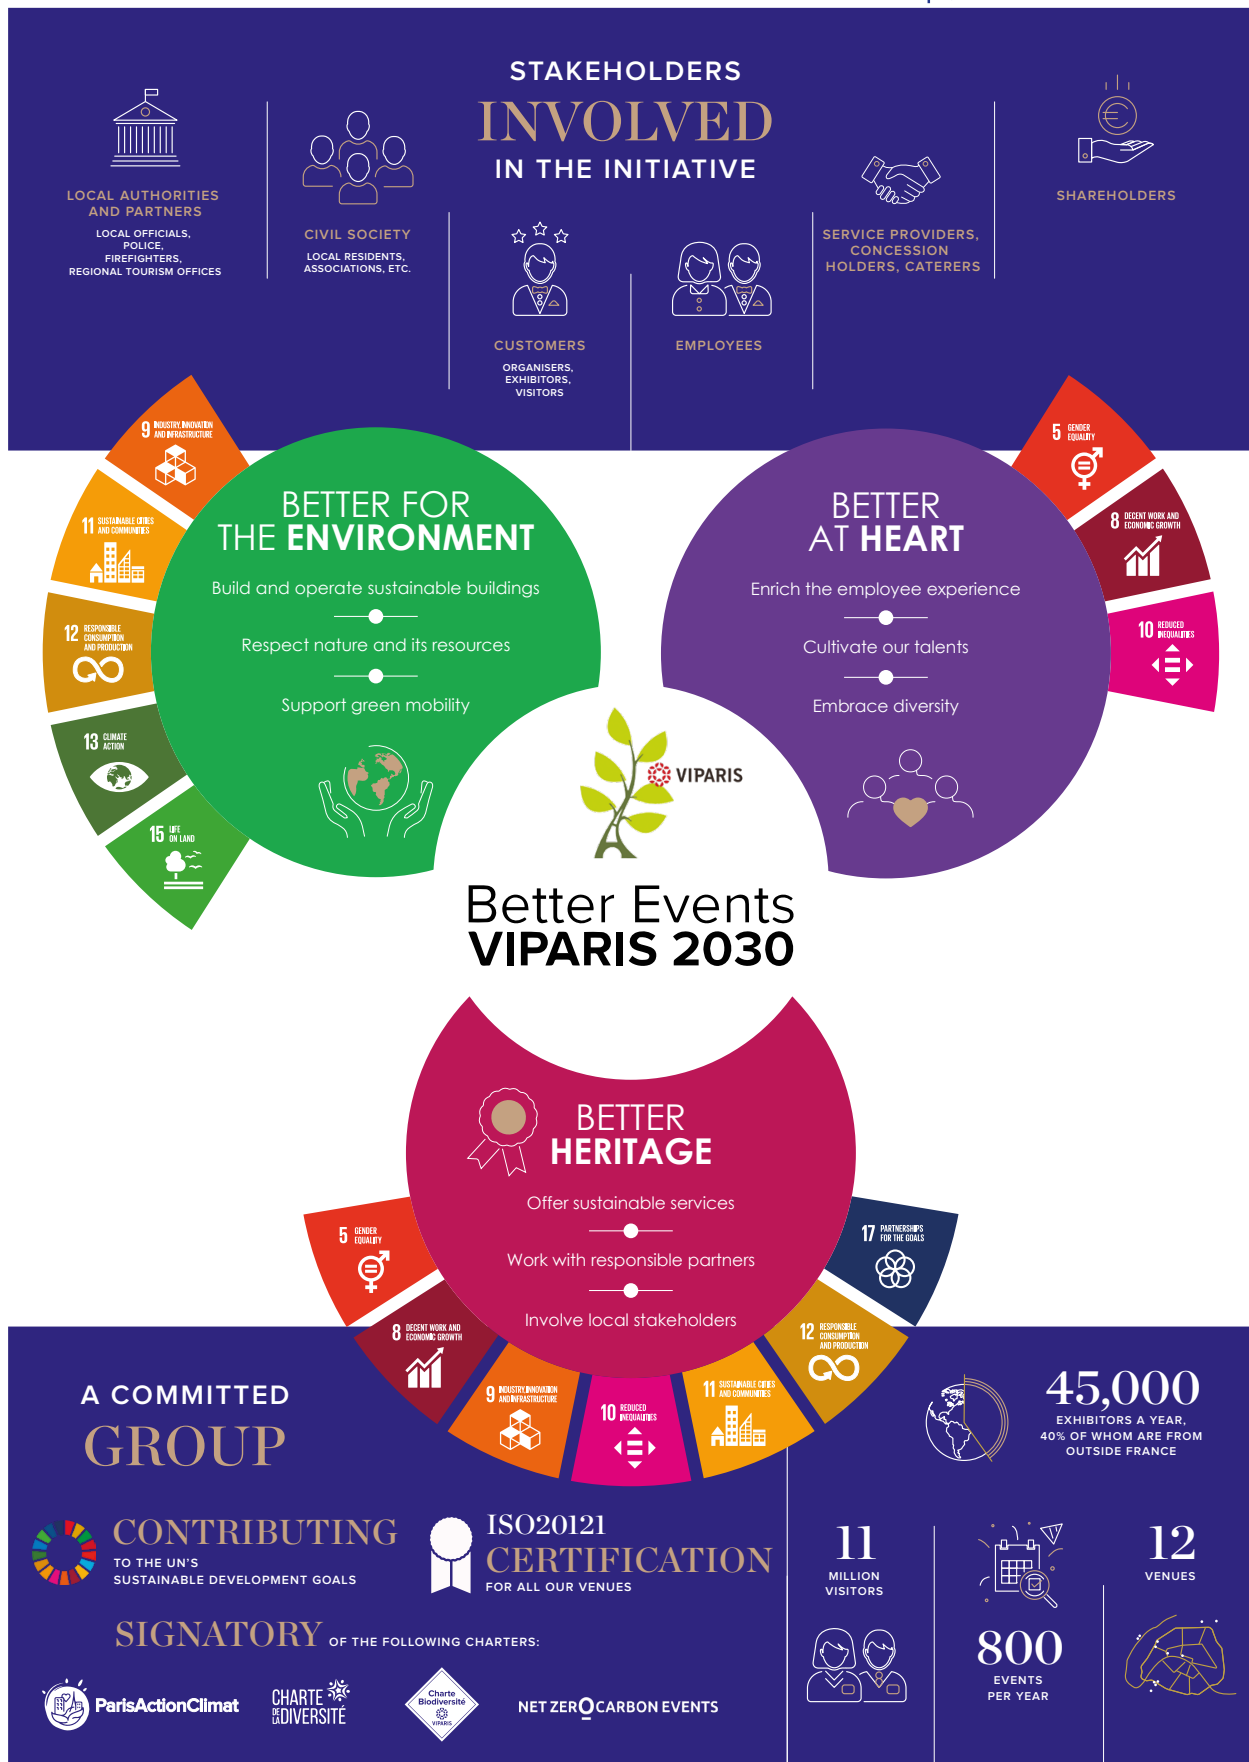 STAKEHOLDERS
INVOLVED
IN THE INITIATIVE
LOCAL AUTHORITIES
AND PARTNERS
LOCAL OFFICIALS,
POLICE,
FIREFIGHTERS,
REGIONAL TOURISM OFFICES
CIVIL SOCIETY
LOCAL RESIDENTS,
ASSOCIATIONS, ETC.
CUSTOMERS
ORGANISERS,
EXHIBITORS,
VISITORS
EMPLOYEES
SERVICE PROVIDERS,
CONCESSION
HOLDERS, CATERERS
SHAREHOLDERS
9 INDUSTRY, INNOVATION
AND INFRASTRUCTURE
11 SUSTAINABLE CITIES
AND COMMUNITIES
12 RESPONSIBLE
CONSUMPTION
AND PRODUCTION
13 CLIMATE
ACTION
15 LIFE
ON LAND
BETTER FOR
THE ENVIRONMENT
Build and operate sustainable buildings
Respect nature and its resources
Support green mobility
BETTER
AT HEART
Enrich the employee experience
Cultivate our talents
Embrace diversity
5 GENDER
EQUALITY
8 DECENT WORK AND
ECONOMIC GROWTH
10 REDUCED
INEQUALITIES
VIPARIS
Better Events
VIPARIS 2030
BETTER
HERITAGE
Offer sustainable services
Work with responsible partners
Involve local stakeholders
5 GENDER
EQUALITY
8 DECENT WORK AND
ECONOMIC GROWTH
9 INDUSTRY, INNOVATION
AND INFRASTRUCTURE
10 REDUCED
INEQUALITIES
11 SUSTAINABLE CITIES
AND COMMUNITIES
12 RESPONSIBLE
CONSUMPTION
AND PRODUCTION
17 PARTNERSHIPS
FOR THE GOALS
A COMMITTED
GROUP
CONTRIBUTING
TO THE UN'S
SUSTAINABLE DEVELOPMENT GOALS
ISO20121
CERTIFICATION
FOR ALL OUR VENUES
SIGNATORY OF THE FOLLOWING CHARTERS:
ParisActionClimat
CHARTE
DE LA DIVERSITÉ
Charte
Biodiversité
VIPARIS
NET ZERO CARBON EVENTS
45,000
EXHIBITORS A YEAR,
40% OF WHOM ARE FROM
OUTSIDE FRANCE
11
MILLION
VISITORS
800
EVENTS
PER YEAR
12
VENUES